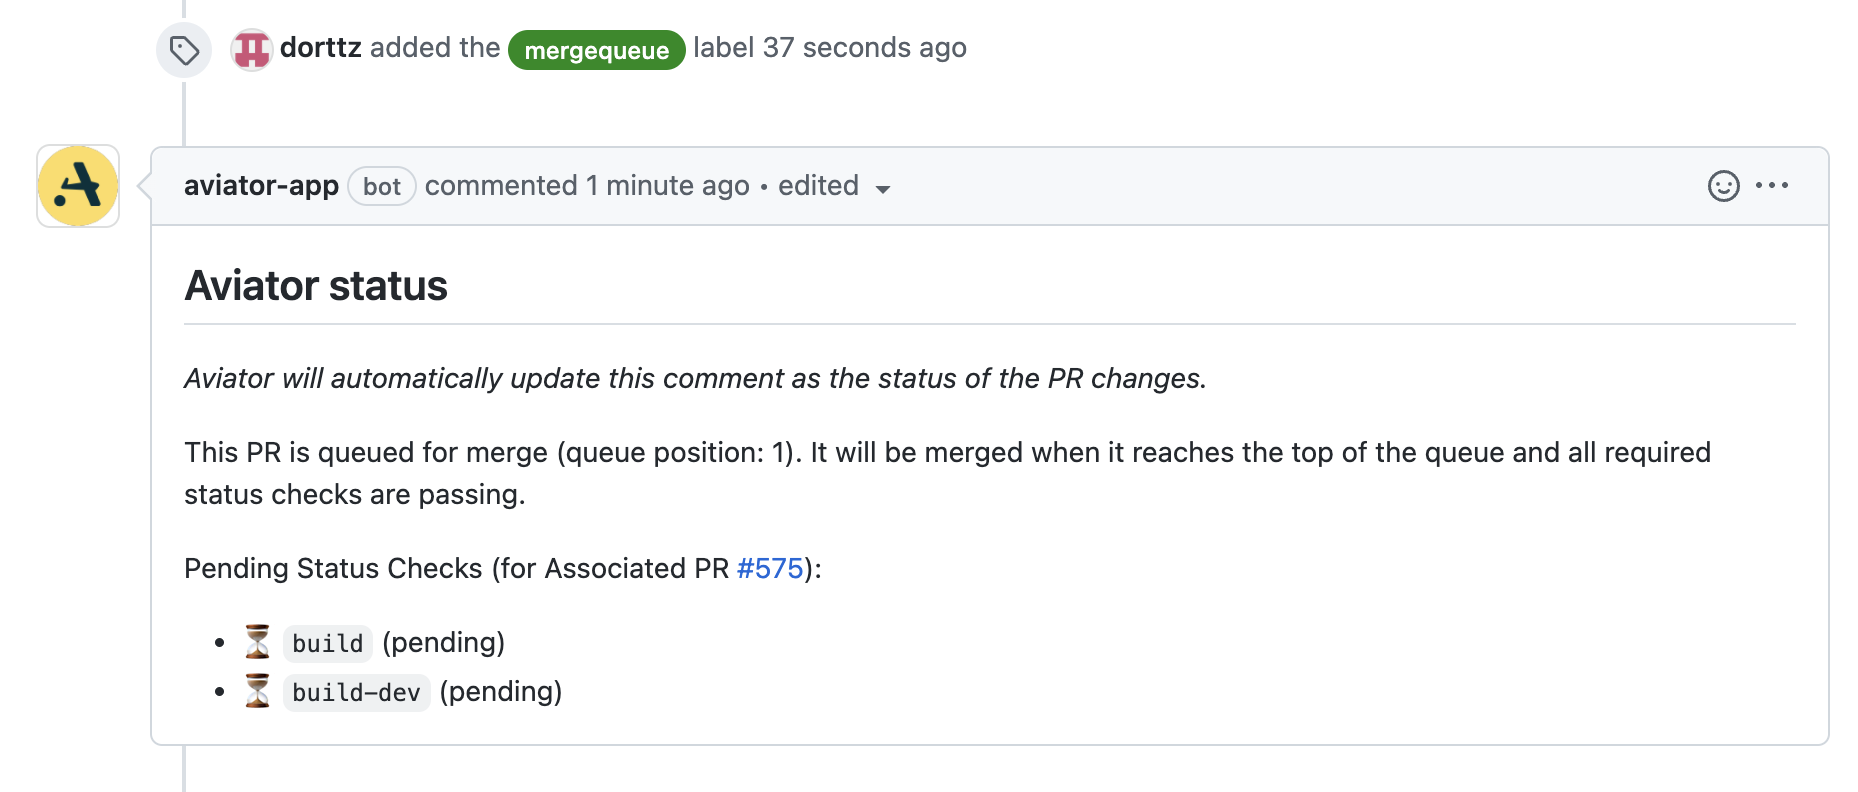 dorttz added the mergequeue label 37 seconds ago
aviator-app bot commented 1 minute ago • edited
Aviator status
Aviator will automatically update this comment as the status of the PR changes.
This PR is queued for merge (queue position: 1). It will be merged when it reaches the top of the queue and all required
status checks are passing.
Pending Status Checks (for Associated PR #575):
• ⏳ build (pending)
• ⏳ build-dev (pending)